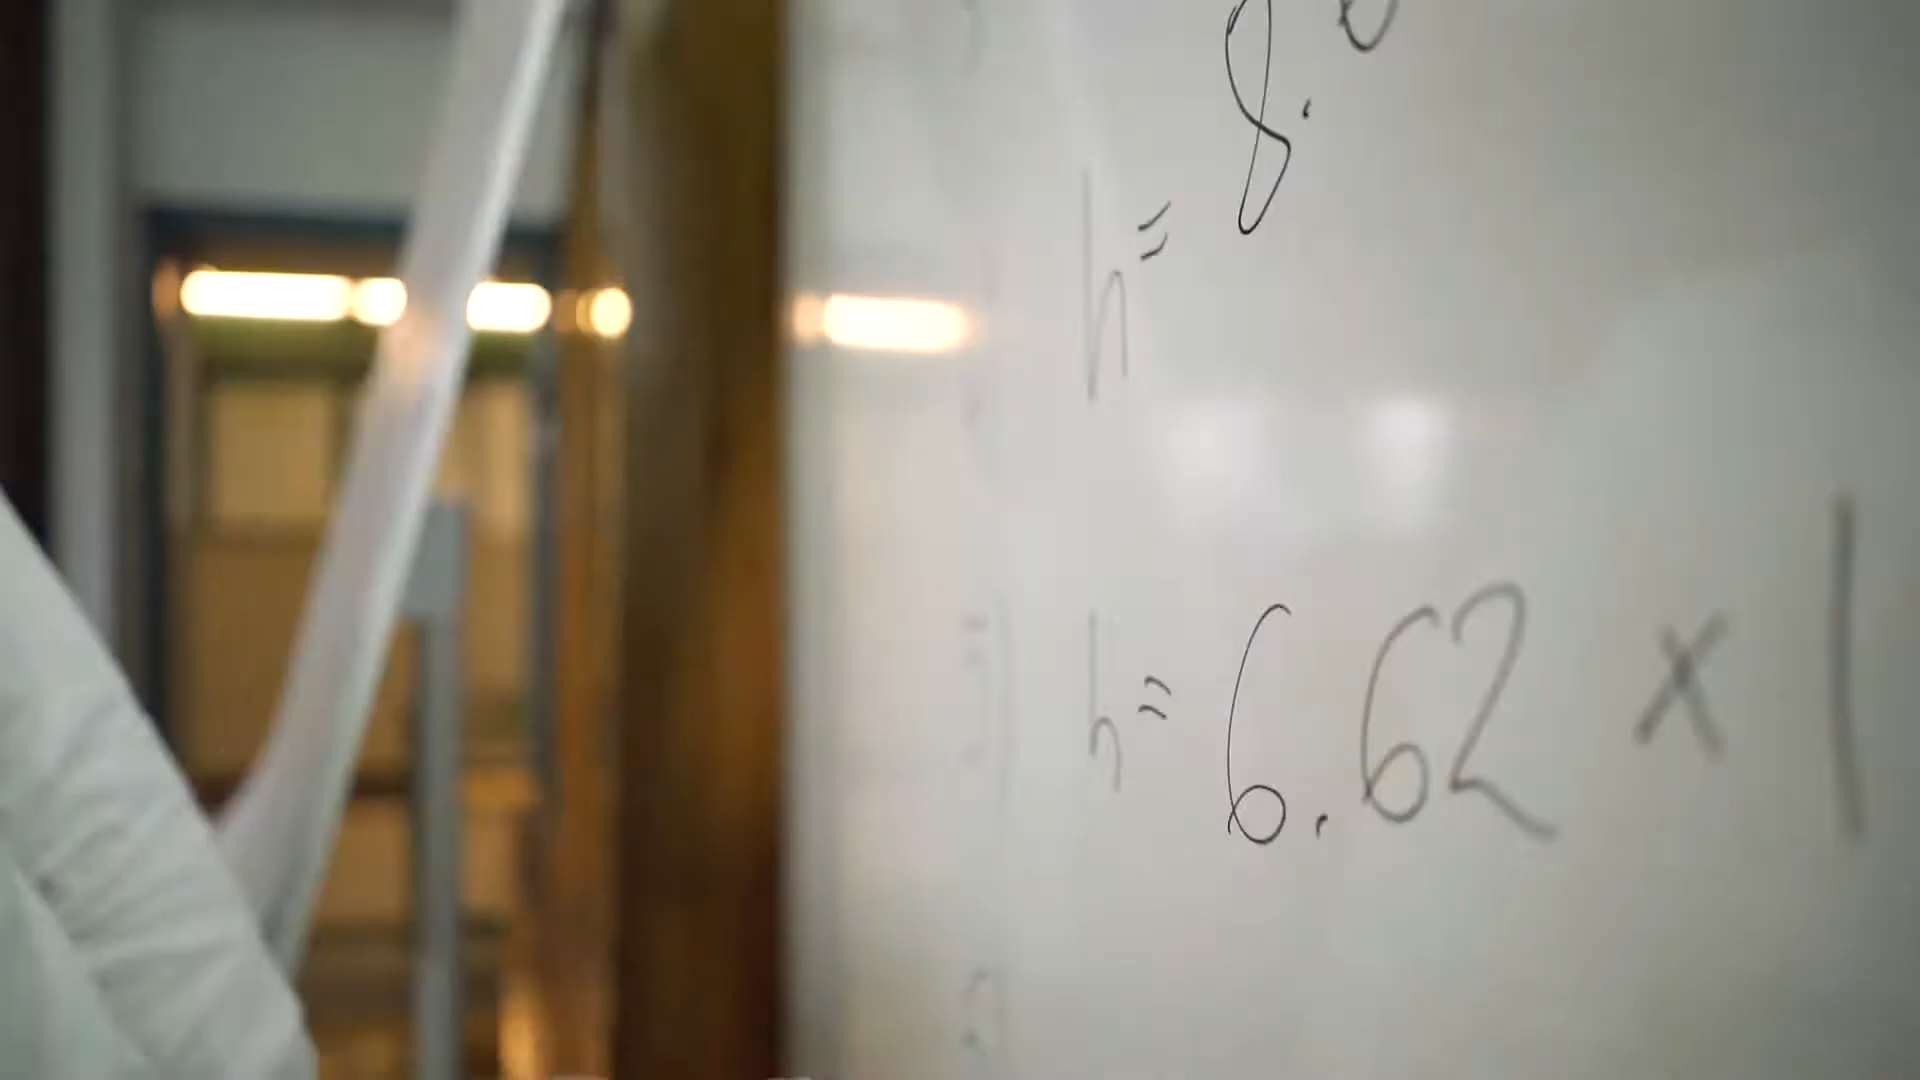 8.
h=
h= 6.62 × 1